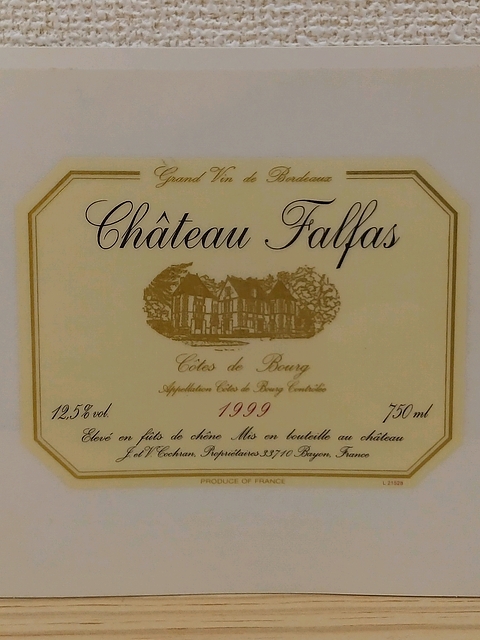 Grand Vin de Bordeaux
Château Falfas
Côtes de Bourg
Appellation Côtes de Bourg Contrôlée
12,5% vol. 1999 750 ml
Elevé en fûts de chêne Mis en bouteille au château
J. et V. Cochran, Propriétaires 33710 Bayon, France
PRODUCE OF FRANCE